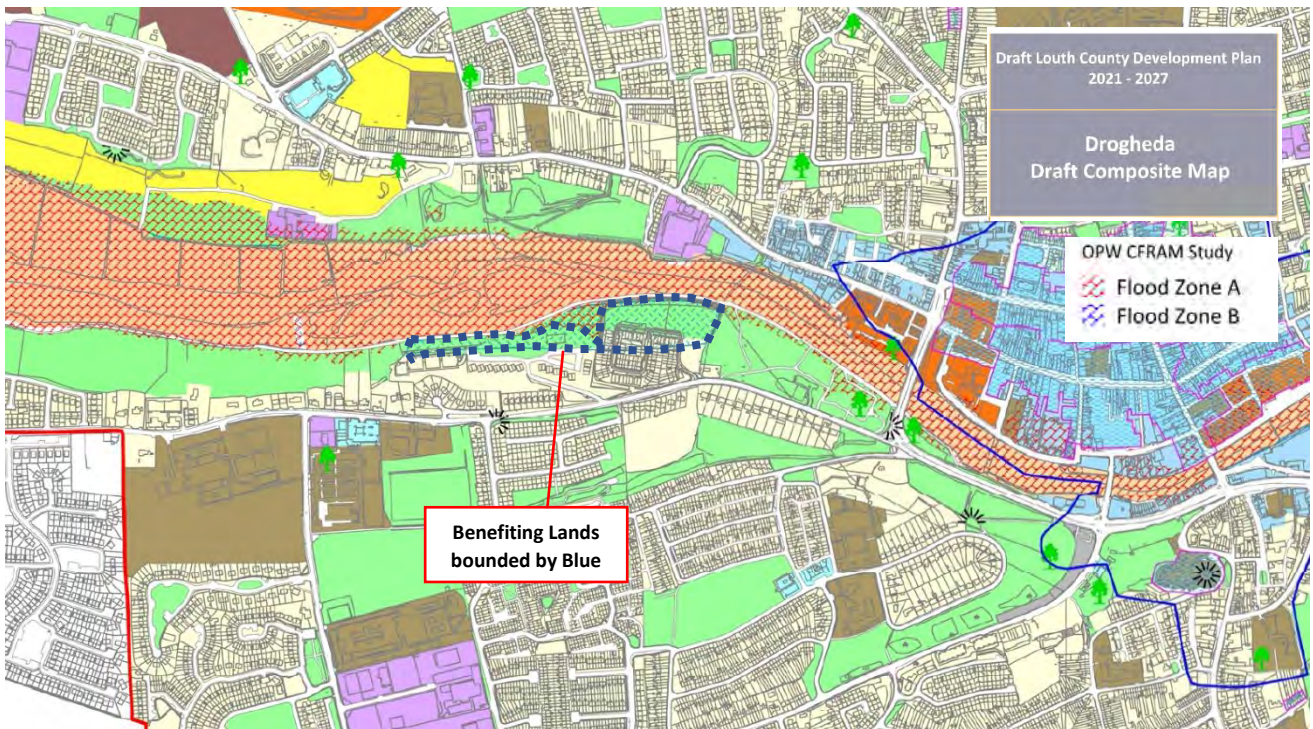 Draft Louth County Development Plan
2021 - 2027
Drogheda
Draft Composite Map
OPW CFRAM Study
Flood Zone A
Flood Zone B
Benefiting Lands
bounded by Blue